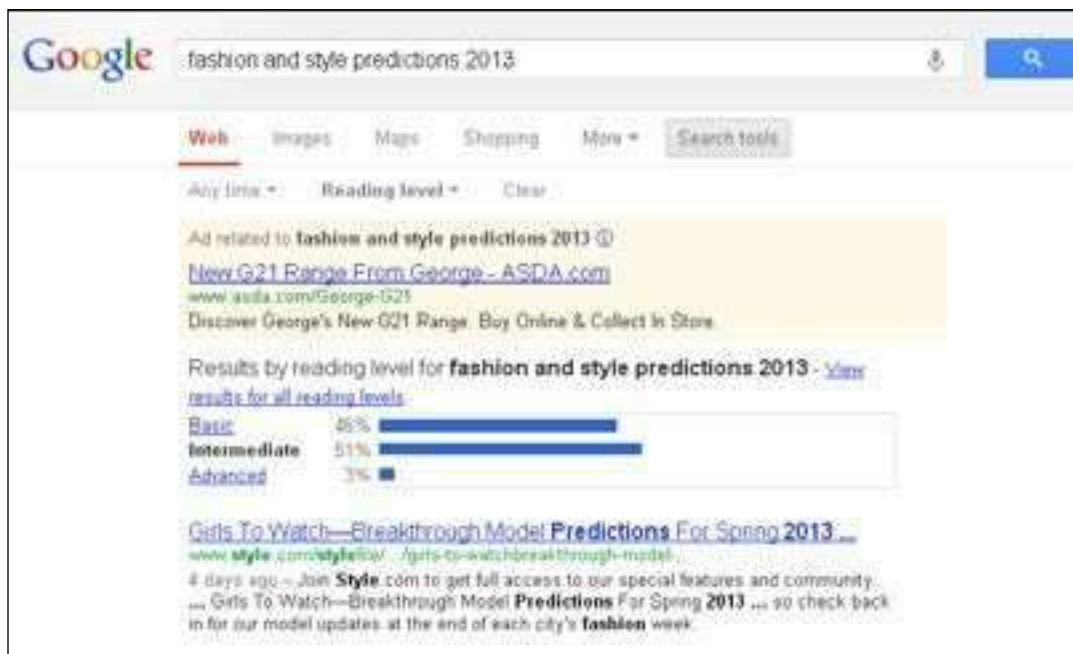 Google fashion and style predictions 2013
Web Images Maps Shopping More Search tools
Any time Reading level Clear
Ad related to fashion and style predictions 2013
New G21 Range From George - ASDA.com
www.asda.com/George-G21
Discover George's New G21 Range. Buy Online & Collect In Store.
Results by reading level for fashion and style predictions 2013 - View
results for all reading levels
Basic 46%
Intermediate 51%
Advanced 3%
Girls To Watch—Breakthrough Model Predictions For Spring 2013 ...
www.style.com/stylefile/.../girls-to-watchbreakthrough-model...
4 days ago – Join Style.com to get full access to our special features and community.
... Girls To Watch—Breakthrough Model Predictions For Spring 2013 ... so check back
in for our model updates at the end of each city's fashion week.